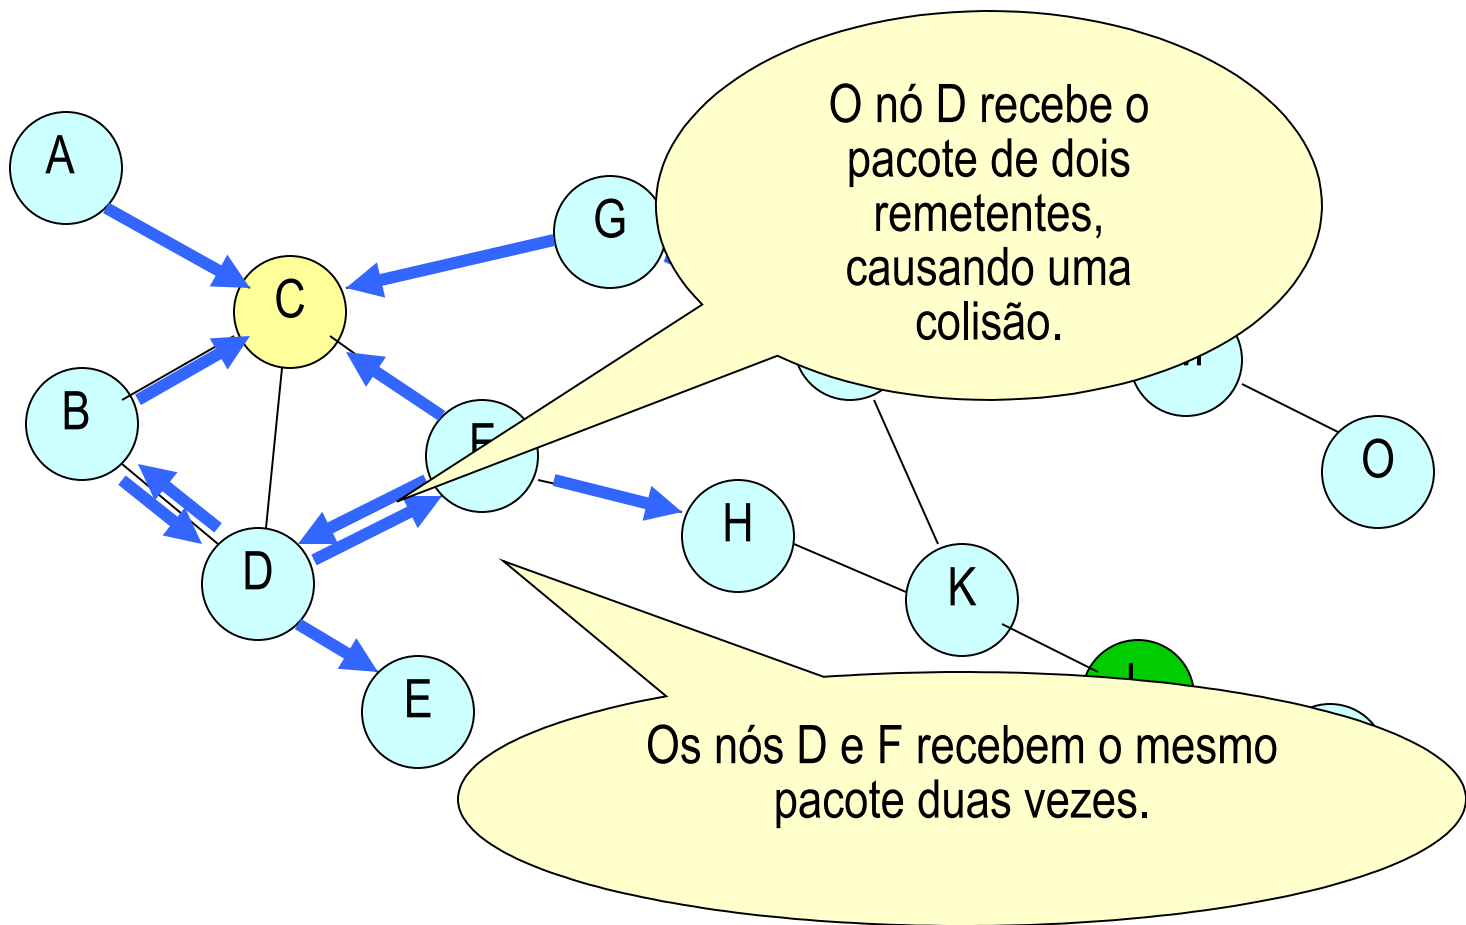 A
G
O nó D recebe o
pacote de dois
remetentes,
causando uma
colisão.
C
B
F
O
H
D
K
E
Os nós D e F recebem o mesmo
pacote duas vezes.